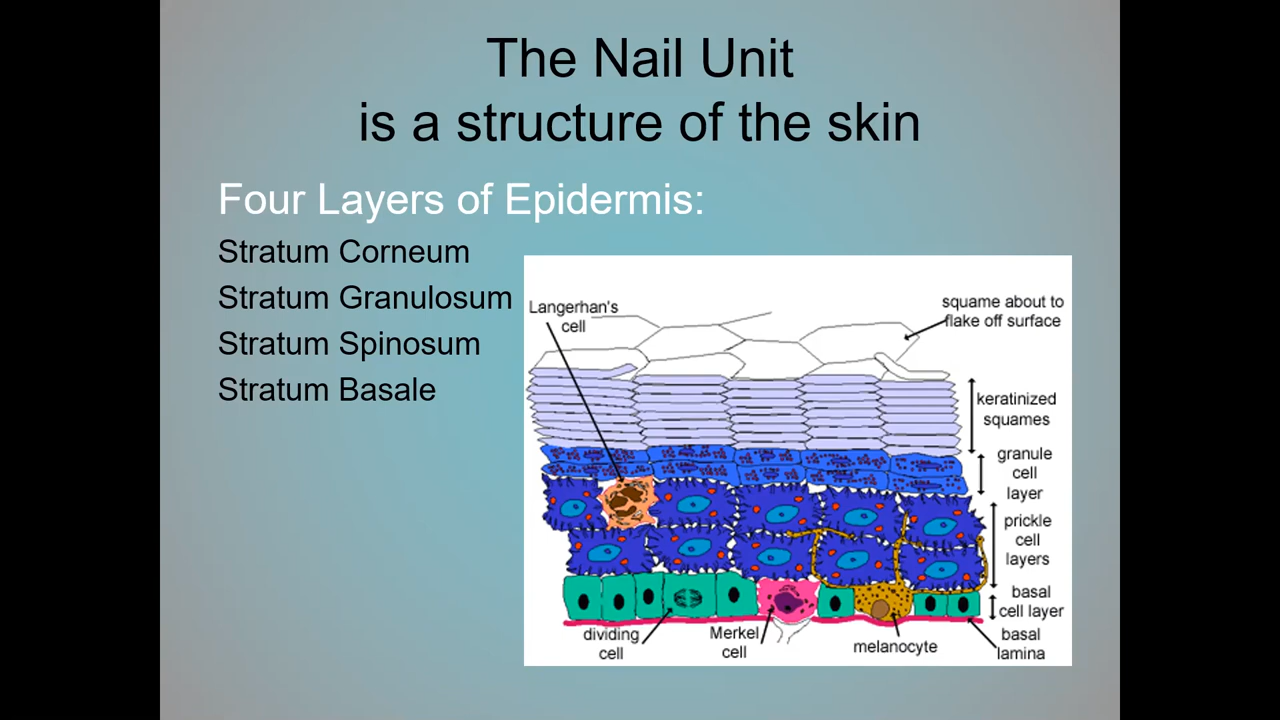 The Nail Unit
is a structure of the skin
Four Layers of Epidermis:
Stratum Corneum
Stratum Granulosum
Stratum Spinosum
Stratum Basale
Langerhan's
cell
squame about to
flake off surface
keratinized
squames
granule
cell
layer
prickle
cell
layers
basal
cell layer
basal
lamina
dividing
cell
Merkel
cell
melanocyte